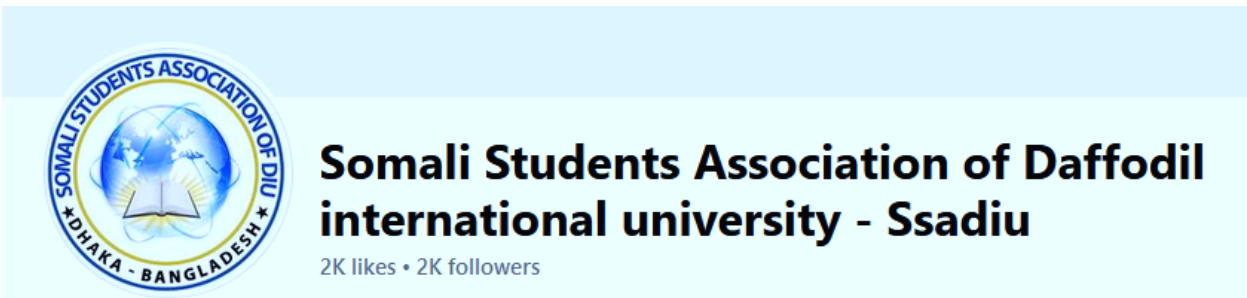 SOMALI STUDENTS ASSOCIATION OF DIU
★ DHAKA - BANGLADESH ★
Somali Students Association of Daffodil
international university - Ssadiu
2K likes • 2K followers